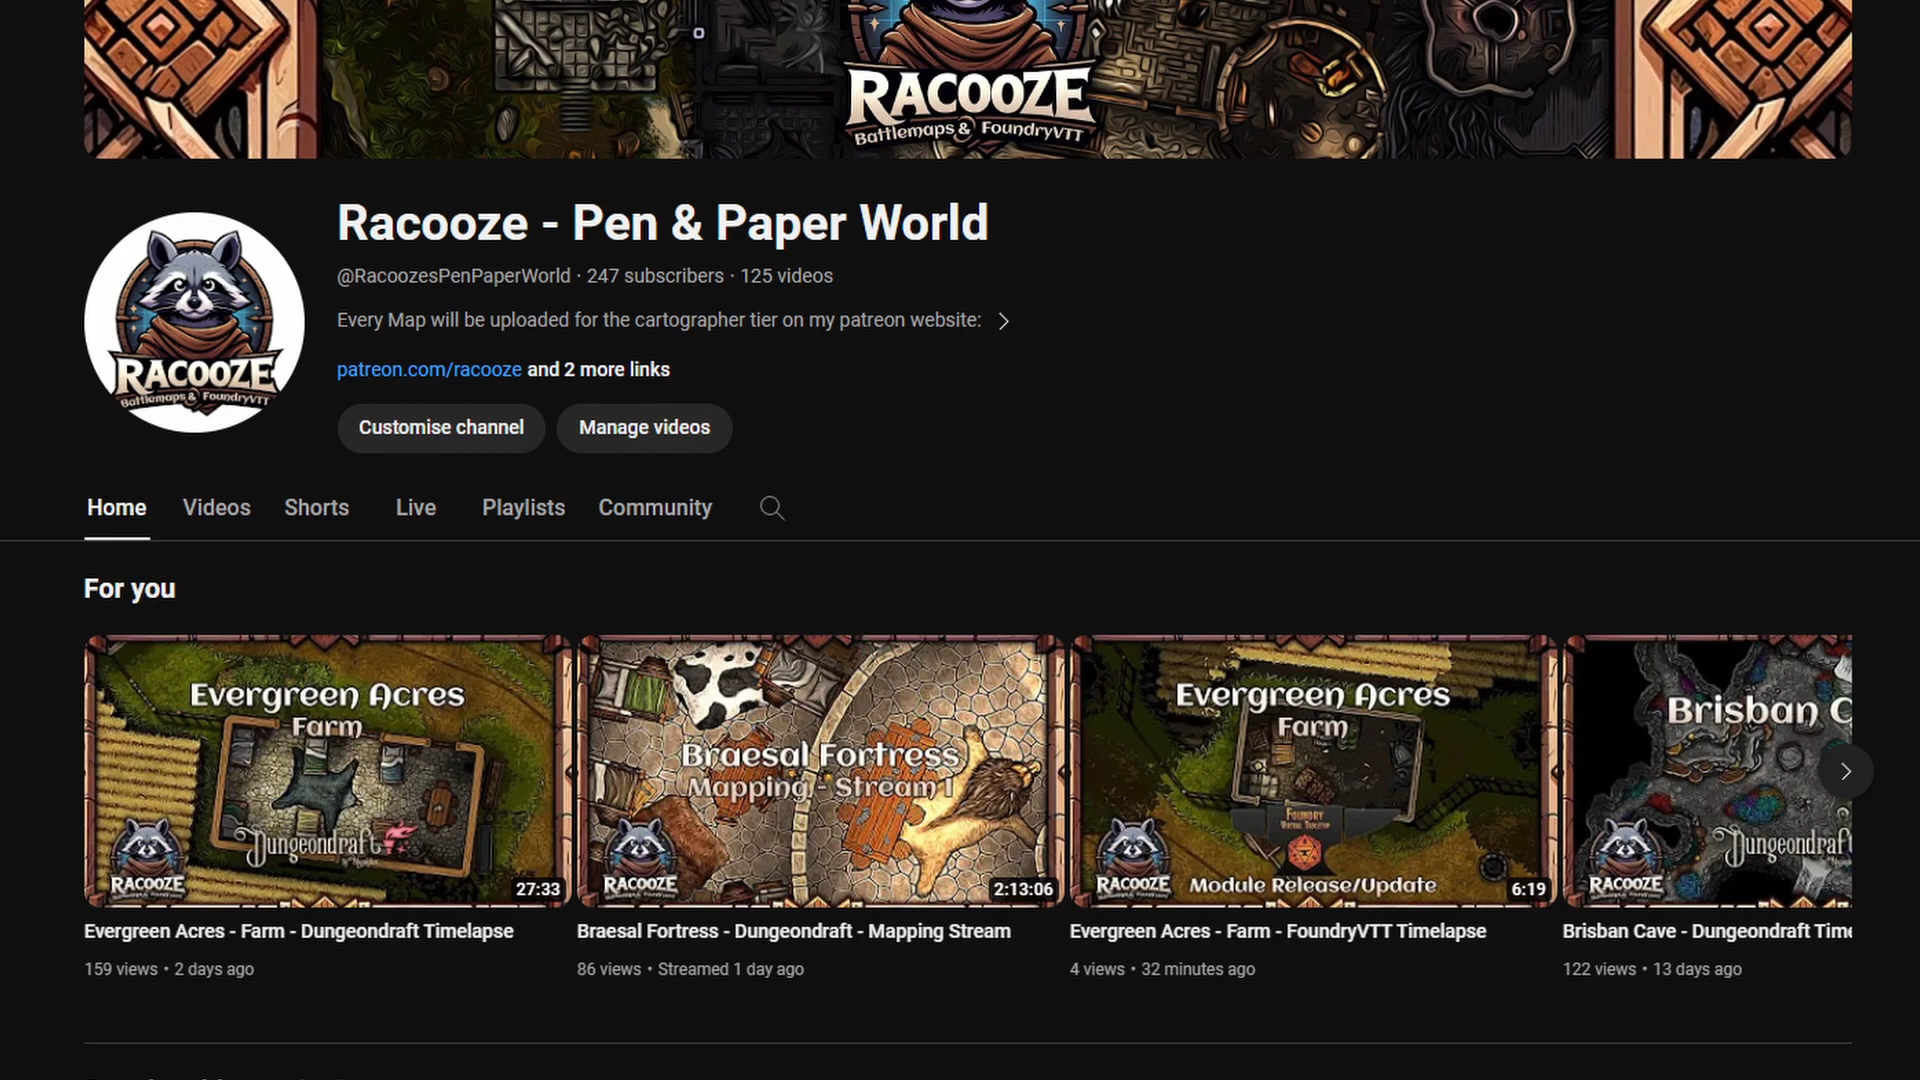 RACOOZE
Battlemaps & FoundryVTT
RACOOZE
Battlemaps & FoundryVTT
Racooze - Pen & Paper World
@RacoozesPenPaperWorld · 247 subscribers · 125 videos
Every Map will be uploaded for the cartographer tier on my patreon website:
patreon.com/racooze and 2 more links
Customise channel
Manage videos
Home
Videos
Shorts
Live
Playlists
Community
For you
Evergreen Acres
Farm
Dungeondraft
RACOOZE
27:33
Braesal Fortress
Mapping - Stream 1
RACOOZE
2:13:06
Evergreen Acres
Farm
FOUNDRY
VIRTUAL TABLETOP
RACOOZE
Module Release/Update
6:19
Brisban C
Dungeondraft
RACOOZE
Evergreen Acres - Farm - Dungeondraft Timelapse
159 views • 2 days ago
Braesal Fortress - Dungeondraft - Mapping Stream
86 views • Streamed 1 day ago
Evergreen Acres - Farm - FoundryVTT Timelapse
4 views • 32 minutes ago
Brisban Cave - Dungeondraft Time
122 views • 13 days ago